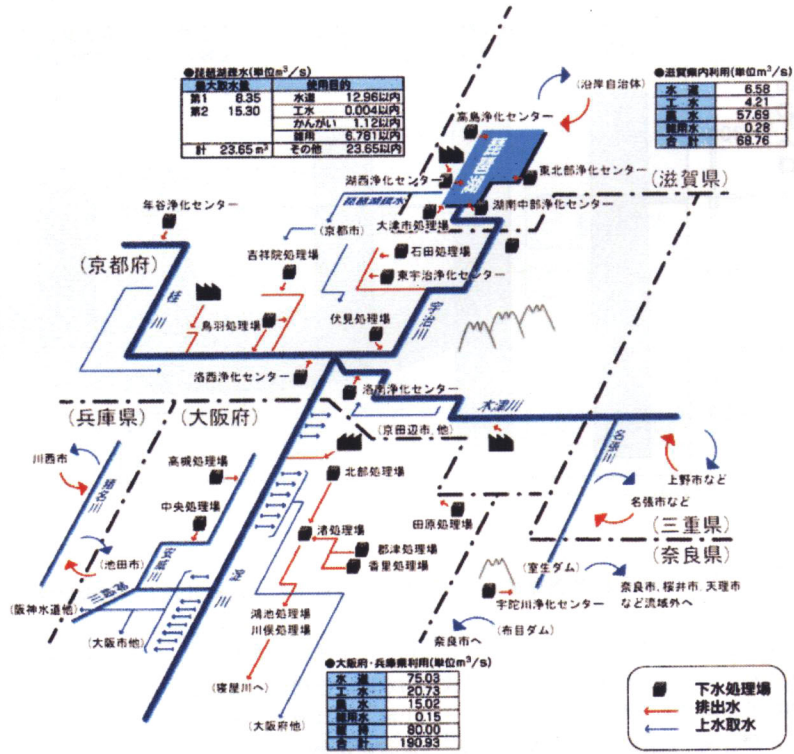 ●琵琶湖疎水(単位m³/s)
最大取水量 使用目的
第1 8.35 水道 12.96以内
第2 15.30 工水 0.004以内
かんがい 1.12以内
雑用 6.781以内
計 23.65m³ その他 23.65以内
●滋賀県内利用(単位m³/s)
水道 6.58
工水 4.21
農水 57.69
雑用水 0.28
合計 68.76
(沿岸自治体)
高島浄化センター
琵琶湖
湖西浄化センター
東北部浄化センター
(滋賀県)
琵琶湖疎水
大津市処理場
湖南中部浄化センター
年谷浄化センター
(京都市)
吉祥院処理場
石田処理場
東宇治浄化センター
(京都府)
桂川
鳥羽処理場
伏見処理場
宇治川
洛西浄化センター
洛南浄化センター
木津川
(兵庫県)
(大阪府)
(京田辺市、他)
名張川
川西市
猪名川
高槻処理場
北部処理場
上野市など
名張市など
中央処理場
渚処理場
田原処理場
(三重県)
(奈良県)
郡津処理場
香里処理場
(池田市)
安威川
神崎川
淀川
(室生ダム)
奈良市、桜井市、天理市
など流域外へ
宇陀川浄化センター
(阪神水道他)
(大阪市他)
鴻池処理場
川俣処理場
奈良市へ
(布目ダム)
(寝屋川へ)
(大阪府他)
●大阪府・兵庫県利用(単位m³/s)
水道 75.03
工水 20.73
農水 15.02
雑用水 0.15
維持 80.00
合計 190.93
下水処理場
排出水
上水取水